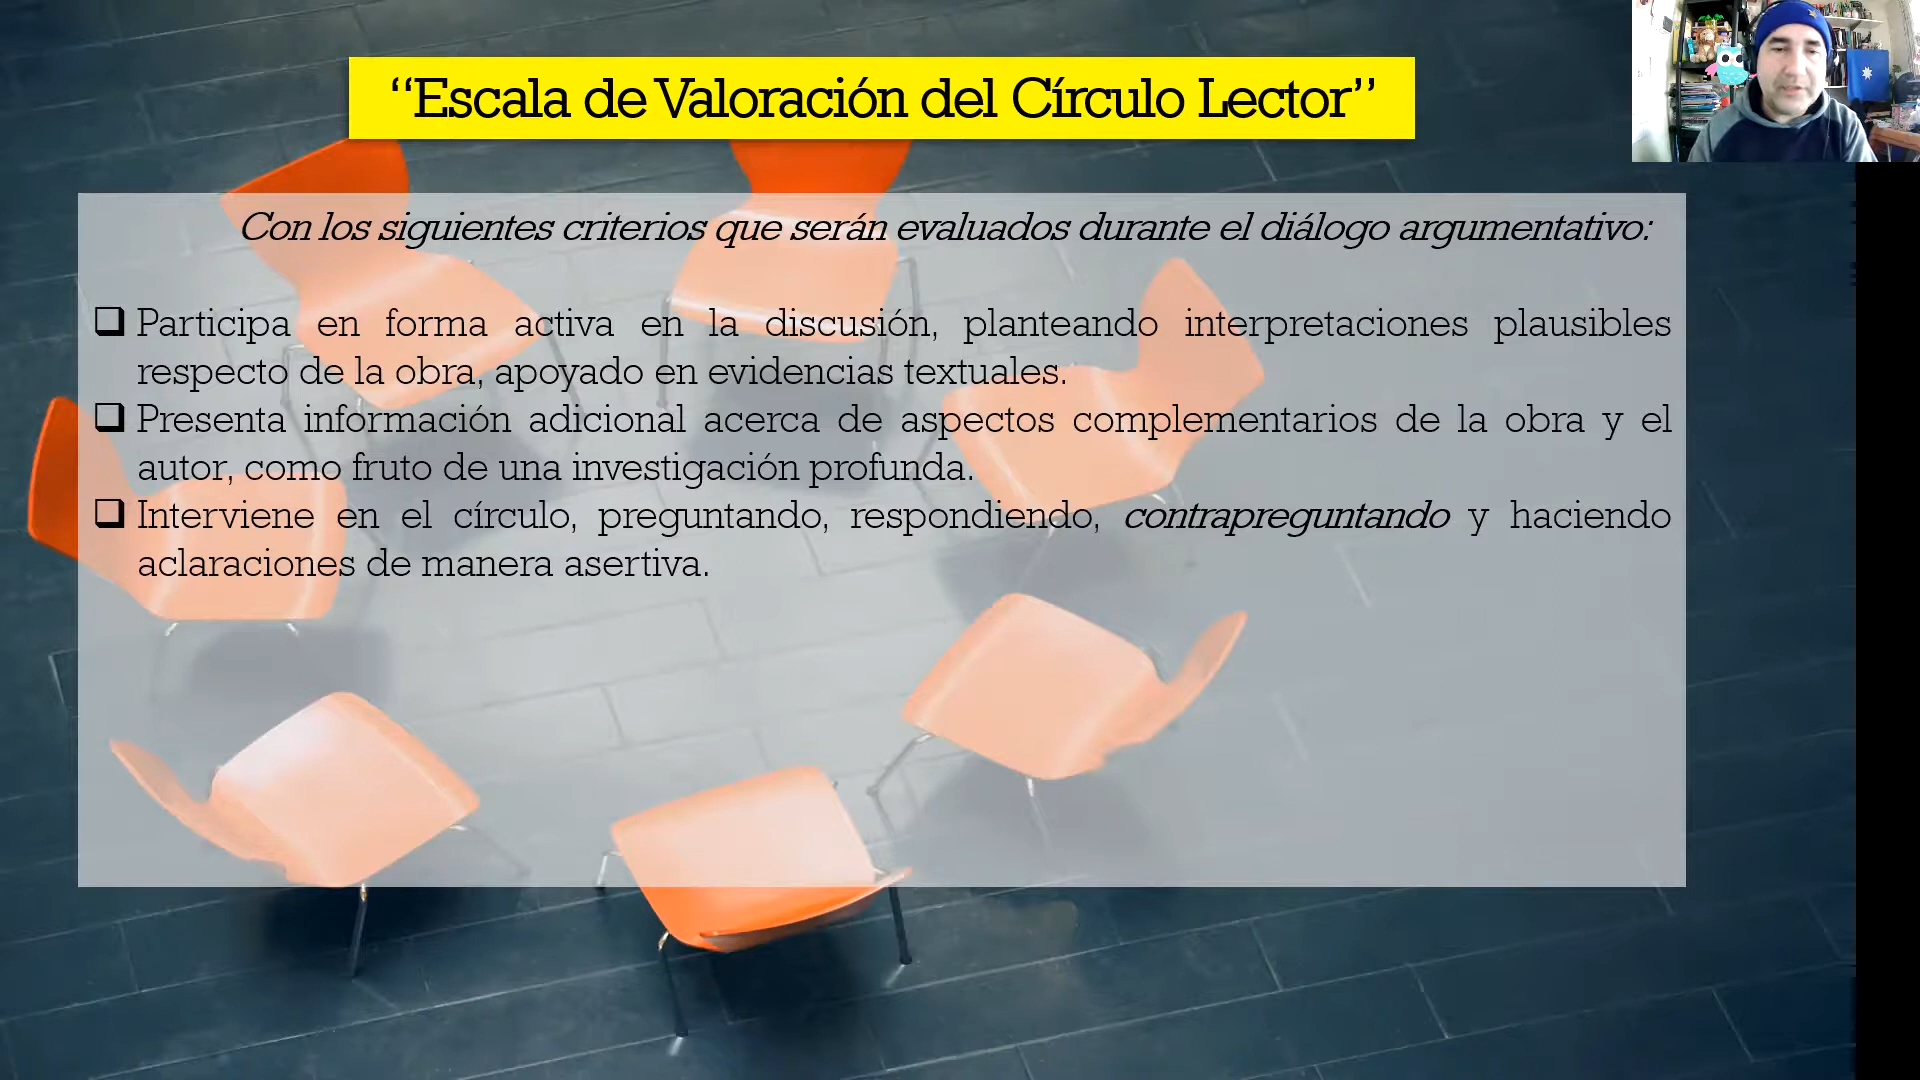 “Escala de Valoración del Círculo Lector”
Con los siguientes criterios que serán evaluados durante el diálogo argumentativo:
❑ Participa en forma activa en la discusión, planteando interpretaciones plausibles
respecto de la obra, apoyado en evidencias textuales.
❑ Presenta información adicional acerca de aspectos complementarios de la obra y el
autor, como fruto de una investigación profunda.
❑ Interviene en el círculo, preguntando, respondiendo, contrapreguntando y haciendo
aclaraciones de manera asertiva.